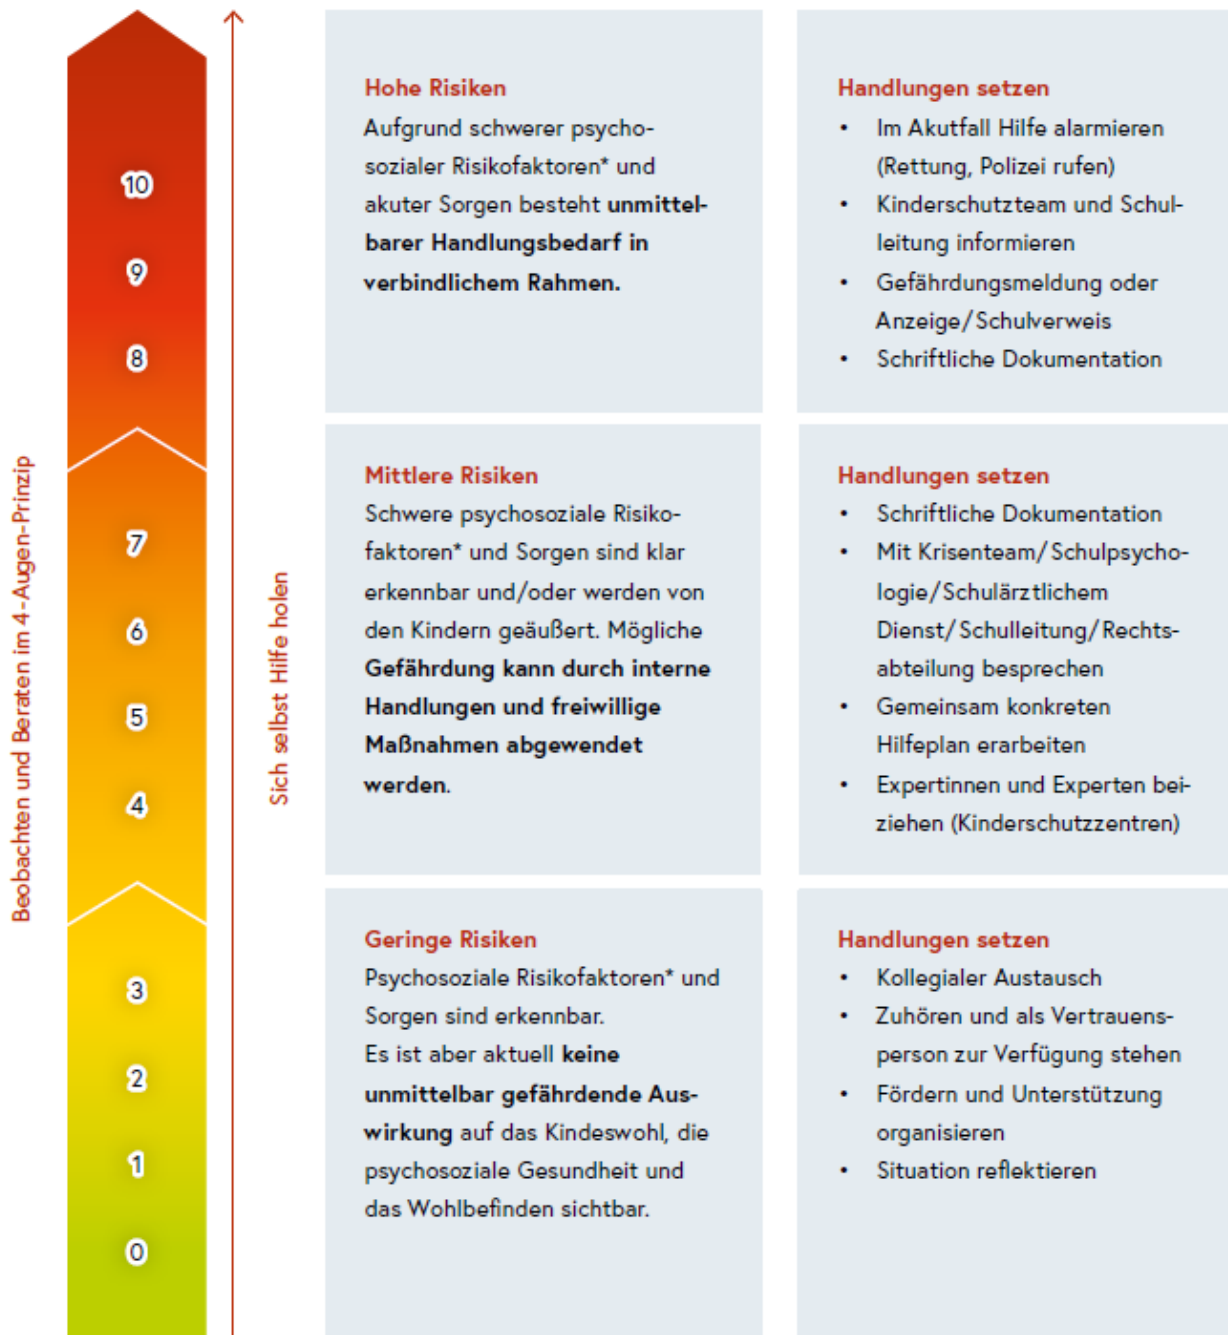 Beobachten und Beraten im 4-Augen-Prinzip
10
9
8
7
6
5
4
3
2
1
0
Sich selbst Hilfe holen
Hohe Risiken
Aufgrund schwerer psycho-
sozialer Risikofaktoren* und
akuter Sorgen besteht unmittel-
barer Handlungsbedarf in
verbindlichem Rahmen.
Handlungen setzen
• Im Akutfall Hilfe alarmieren
(Rettung, Polizei rufen)
• Kinderschutzteam und Schul-
leitung informieren
• Gefährdungsmeldung oder
Anzeige/Schulverweis
• Schriftliche Dokumentation
Mittlere Risiken
Schwere psychosoziale Risiko-
faktoren* und Sorgen sind klar
erkennbar und/oder werden von
den Kindern geäußert. Mögliche
Gefährdung kann durch interne
Handlungen und freiwillige
Maßnahmen abgewendet
werden.
Handlungen setzen
• Schriftliche Dokumentation
• Mit Krisenteam/Schulpsycho-
logie/Schulärztlichem
Dienst/Schulleitung/Rechts-
abteilung besprechen
• Gemeinsam konkreten
Hilfeplan erarbeiten
• Expertinnen und Experten bei-
ziehen (Kinderschutzzentren)
Geringe Risiken
Psychosoziale Risikofaktoren* und
Sorgen sind erkennbar.
Es ist aber aktuell keine
unmittelbar gefährdende Aus-
wirkung auf das Kindeswohl, die
psychosoziale Gesundheit und
das Wohlbefinden sichtbar.
Handlungen setzen
• Kollegialer Austausch
• Zuhören und als Vertrauens-
person zur Verfügung stehen
• Fördern und Unterstützung
organisieren
• Situation reflektieren